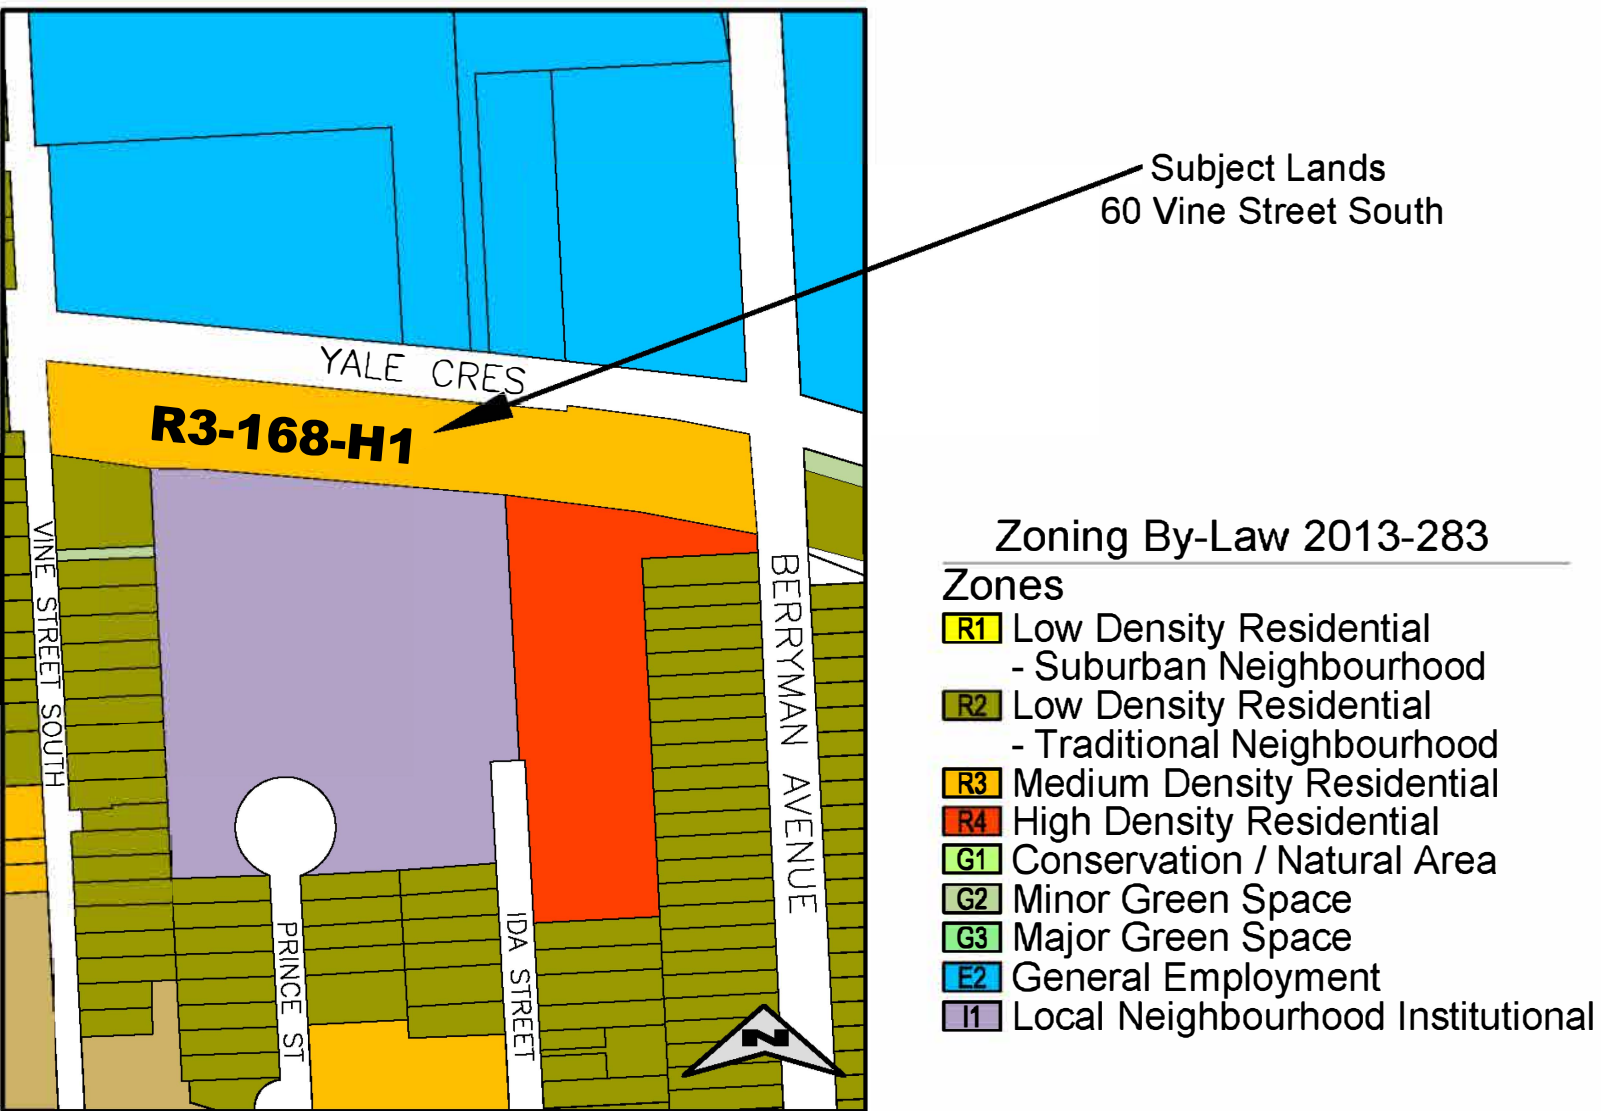 Subject Lands
60 Vine Street South
YALE CRES
R3-168-H1
VINE STREET SOUTH
BERRYMAN AVENUE
PRINCE ST
IDA STREET
N
Zoning By-Law 2013-283
Zones
R1 Low Density Residential
- Suburban Neighbourhood
R2 Low Density Residential
- Traditional Neighbourhood
R3 Medium Density Residential
R4 High Density Residential
G1 Conservation / Natural Area
G2 Minor Green Space
G3 Major Green Space
E2 General Employment
I1 Local Neighbourhood Institutional